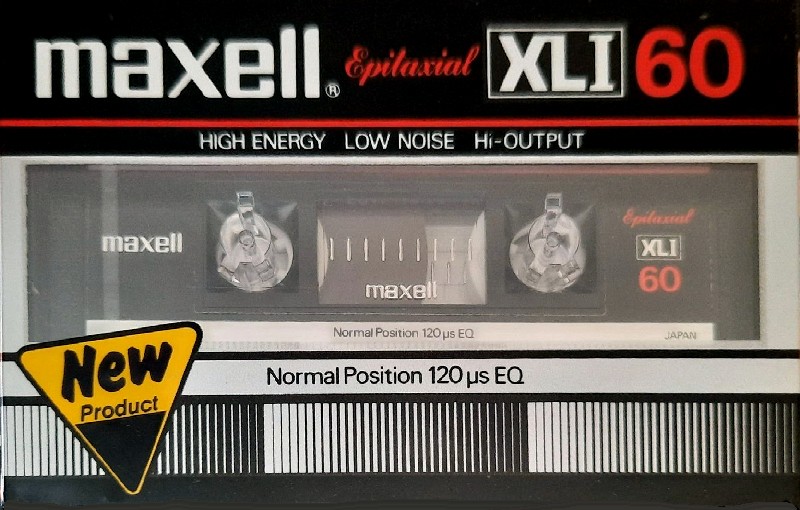 maxell® Epitaxial XLI 60
HIGH ENERGY LOW NOISE Hi-OUTPUT
maxell
maxell
Epitaxial
XLI
60
Normal Position 120 µs EQ
JAPAN
New
Product
Normal Position 120 µs EQ